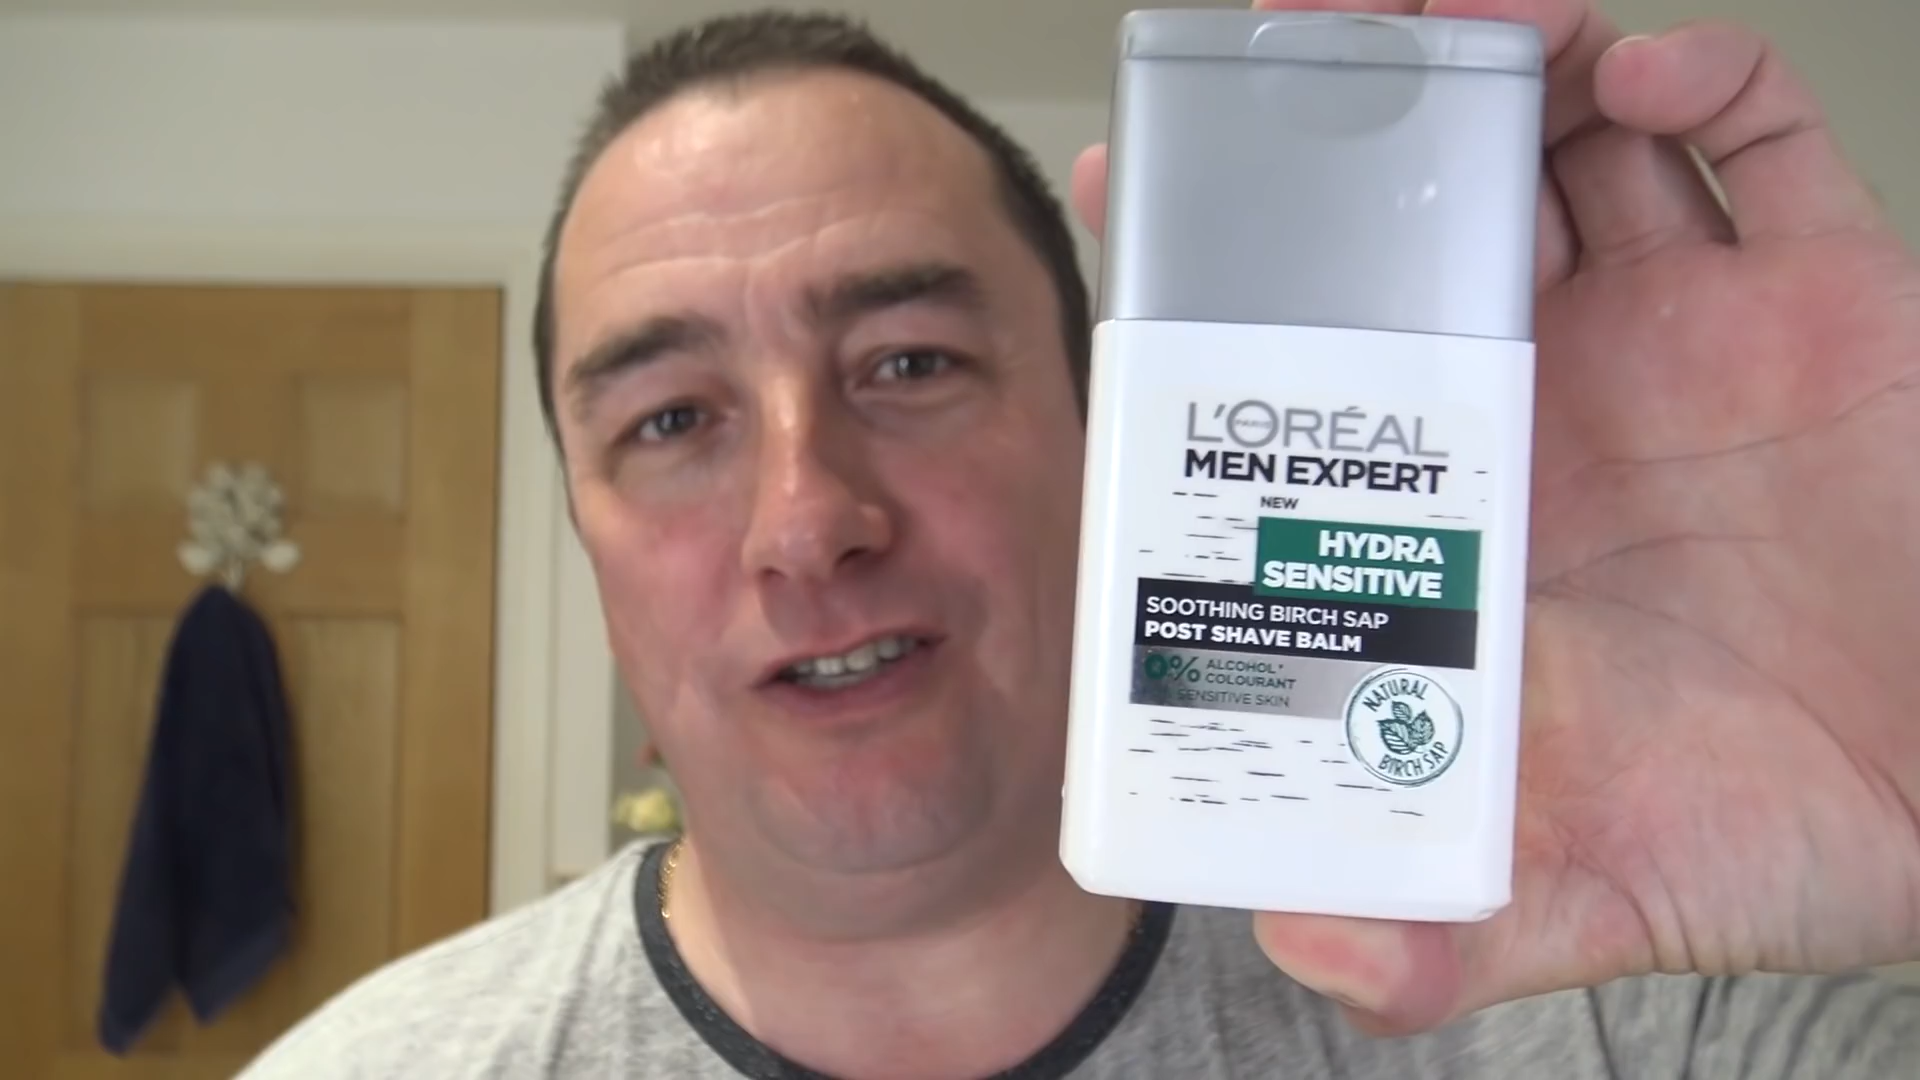 L'ORÉAL
PARIS
MEN EXPERT
NEW
HYDRA
SENSITIVE
SOOTHING BIRCH SAP
POST SHAVE BALM
0% ALCOHOL*
COLOURANT
SENSITIVE SKIN
NATURAL
BIRCH SAP